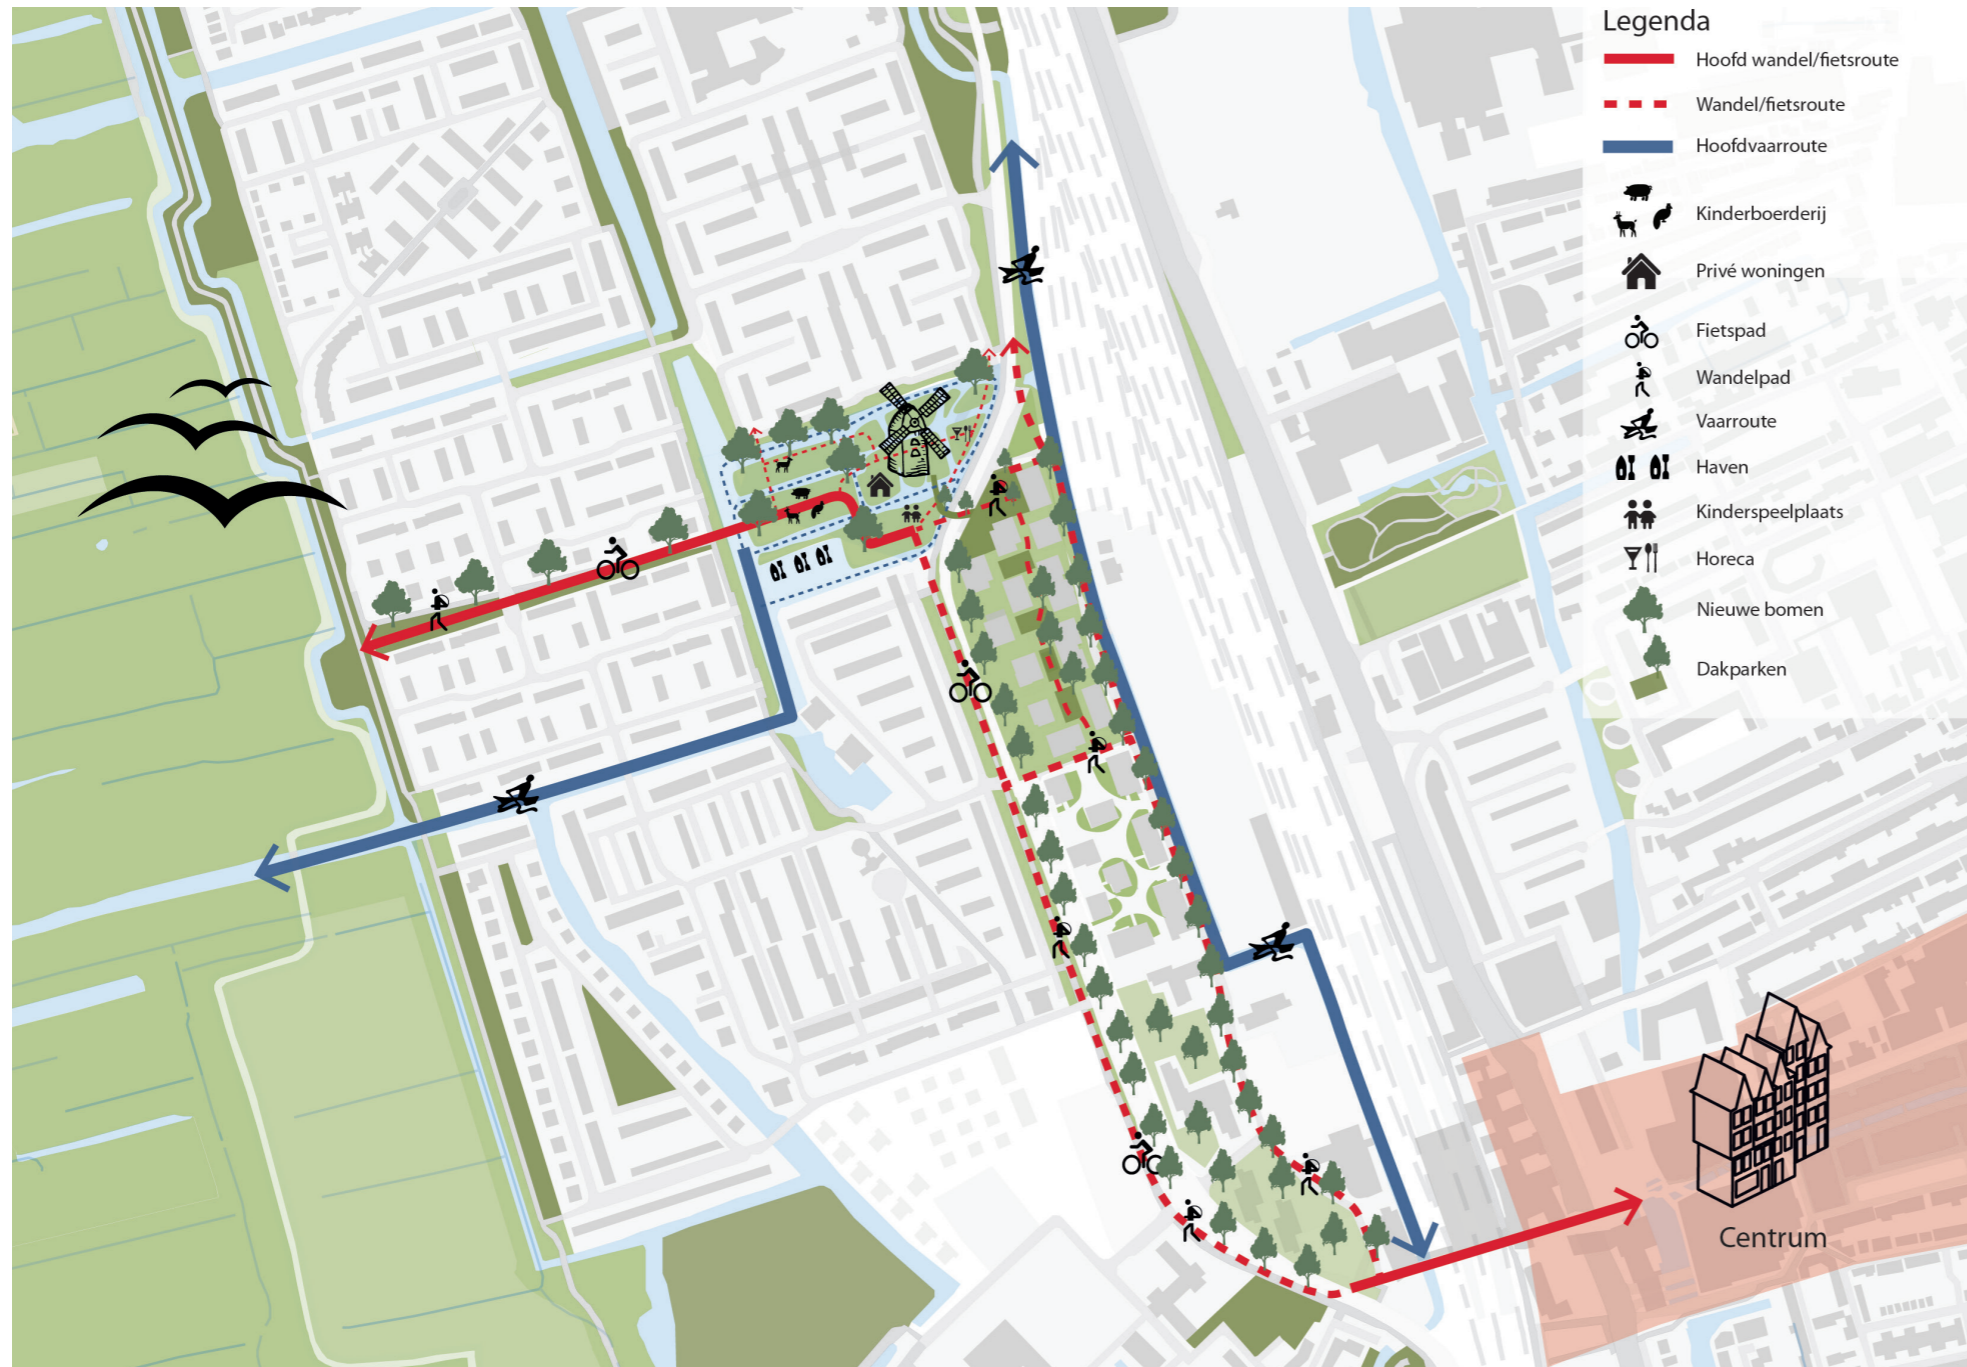 Legenda
Hoofd wandel/fietsroute
Wandel/fietsroute
Hoofdvaarroute
Kinderboerderij
Privé woningen
Fietspad
Wandelpad
Vaarroute
Haven
Kinderspeelplaats
Horeca
Nieuwe bomen
Dakparken
Centrum